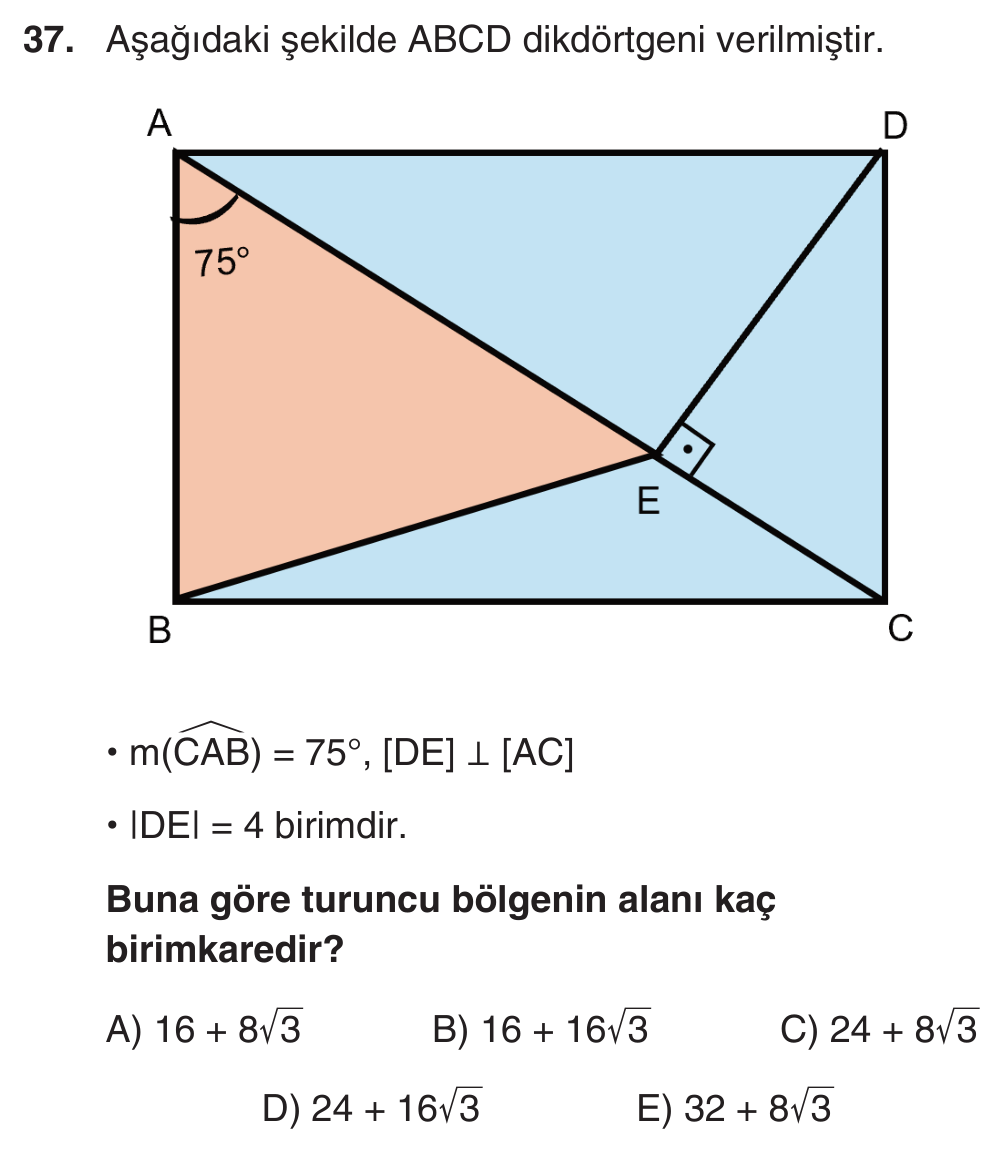 37. Aşağıdaki şekilde ABCD dikdörtgeni verilmiştir.
A
D
75°
E
B
C
• m(CAB) = 75°, [DE] ⊥ [AC]
• |DE| = 4 birimdir.
Buna göre turuncu bölgenin alanı kaç
birimkaredir?
A) 16 + 8√3 B) 16 + 16√3 C) 24 + 8√3
D) 24 + 16√3 E) 32 + 8√3